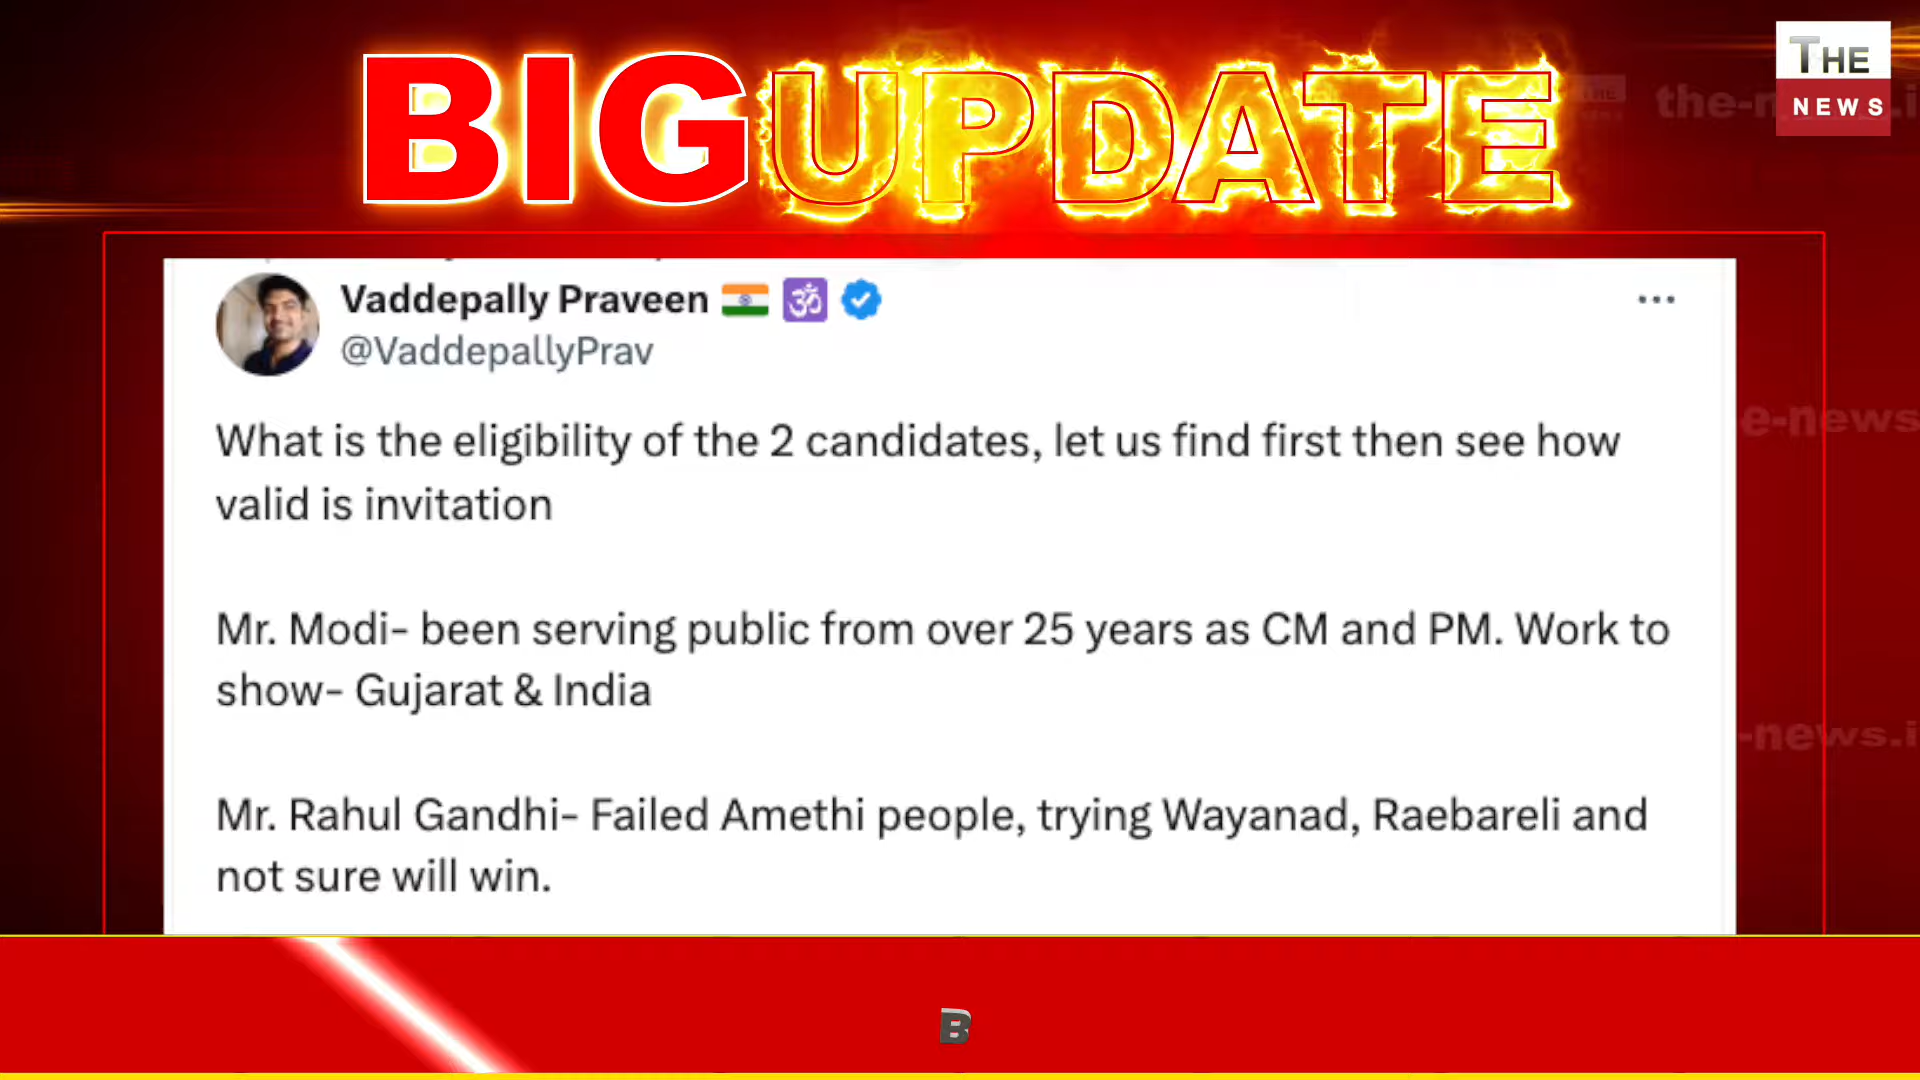 BIG UPDATE
THE
NEWS
Vaddepally Praveen
@VaddepallyPrav
What is the eligibility of the 2 candidates, let us find first then see how
valid is invitation
Mr. Modi- been serving public from over 25 years as CM and PM. Work to
show- Gujarat & India
Mr. Rahul Gandhi- Failed Amethi people, trying Wayanad, Raebareli and
not sure will win.
e-news
-news.i
B